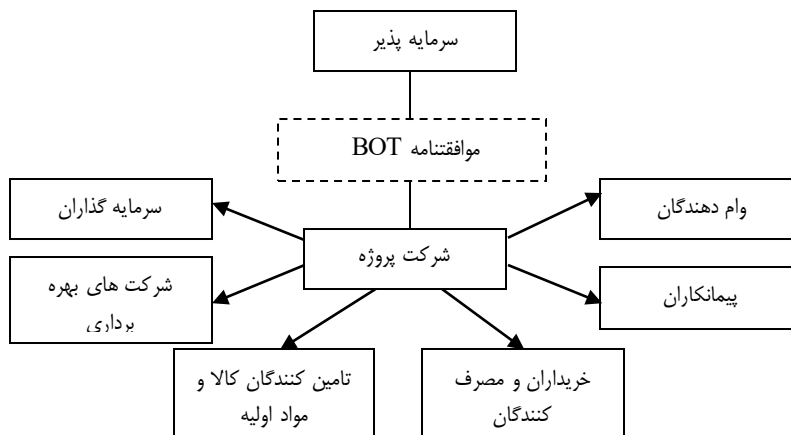 سرمایه پذیر
موافقتنامه BOT
سرمایه گذاران
وام دهندگان
شرکت پروژه
شرکت های بهره
برداری
پیمانکاران
تامین کنندگان کالا و
مواد اولیه
خریداران و مصرف
کنندگان